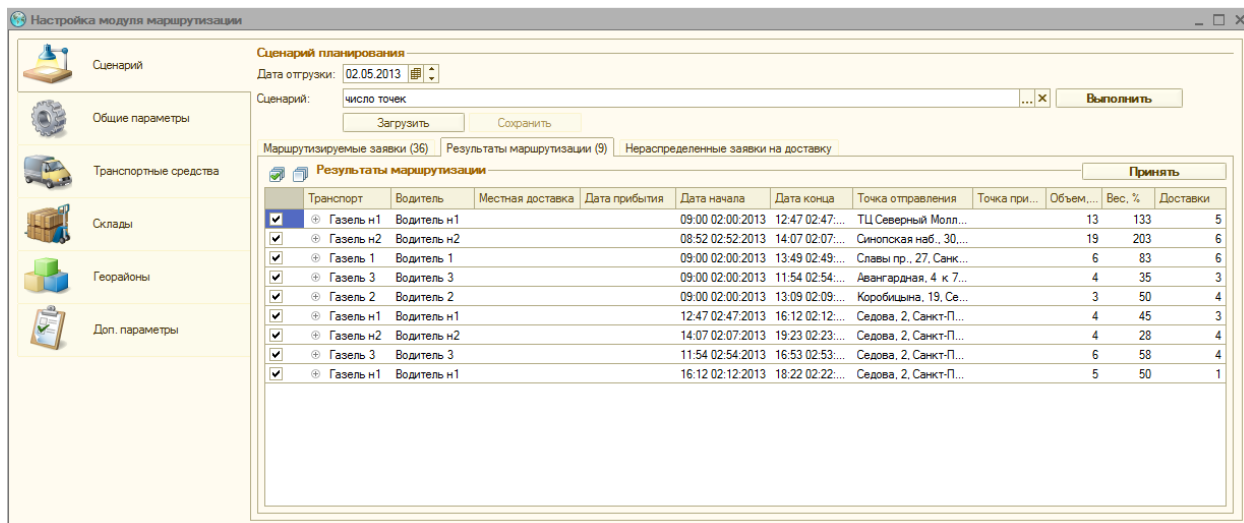 Настройка модуля маршрутизации
Сценарий
Общие параметры
Транспортные средства
Склады
Георайоны
Доп. параметры
Сценарий планирования
Дата отгрузки: 02.05.2013
Сценарий: число точек ... Выполнить
Загрузить Сохранить
Маршрутизируемые заявки (36) Результаты маршрутизации (9) Нераспределенные заявки на доставку
Результаты маршрутизации Принять
Транспорт Водитель Местная доставка Дата прибытия Дата начала Дата конца Точка отправления Точка при... Объем,... Вес, % Доставки
Газель н1 Водитель н1 09:00 02:00:2013 12:47 02:47:... ТЦ Северный Молл... 13 133 5
Газель н2 Водитель н2 08:52 02:52:2013 14:07 02:07:... Синопская наб., 30,... 19 203 6
Газель 1 Водитель 1 09:00 02:00:2013 13:49 02:49:... Славы пр., 27, Санк... 6 83 6
Газель 3 Водитель 3 09:00 02:00:2013 11:54 02:54:... Авангардная, 4 к 7... 4 35 3
Газель 2 Водитель 2 09:00 02:00:2013 13:09 02:09:... Коробицына, 19, Се... 3 50 4
Газель н1 Водитель н1 12:47 02:47:2013 16:12 02:12:... Седова, 2, Санкт-П... 4 45 3
Газель н2 Водитель н2 14:07 02:07:2013 19:23 02:23:... Седова, 2, Санкт-П... 4 28 4
Газель 3 Водитель 3 11:54 02:54:2013 16:53 02:53:... Седова, 2, Санкт-П... 6 58 4
Газель н1 Водитель н1 16:12 02:12:2013 18:22 02:22:... Седова, 2, Санкт-П... 5 50 1